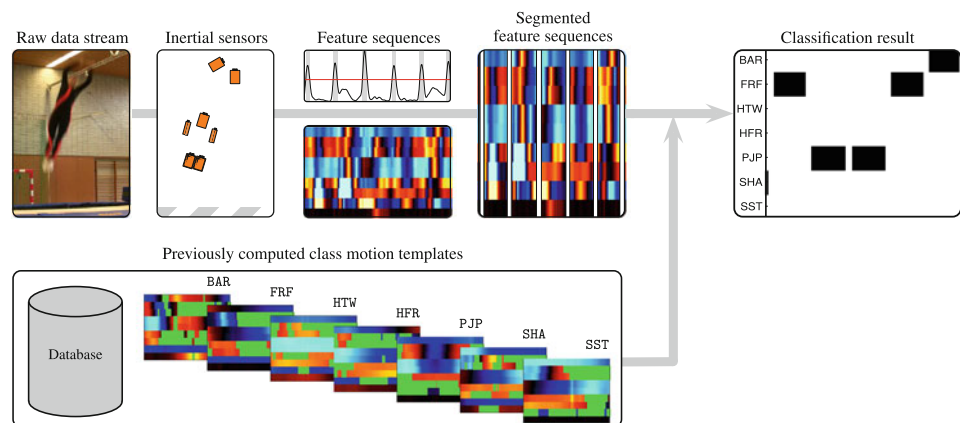 Raw data stream
Inertial sensors
Feature sequences
Segmented
feature sequences
Classification result
BAR
FRF
HTW
HFR
PJP
SHA
SST
Previously computed class motion templates
Database
BAR
FRF
HTW
HFR
PJP
SHA
SST